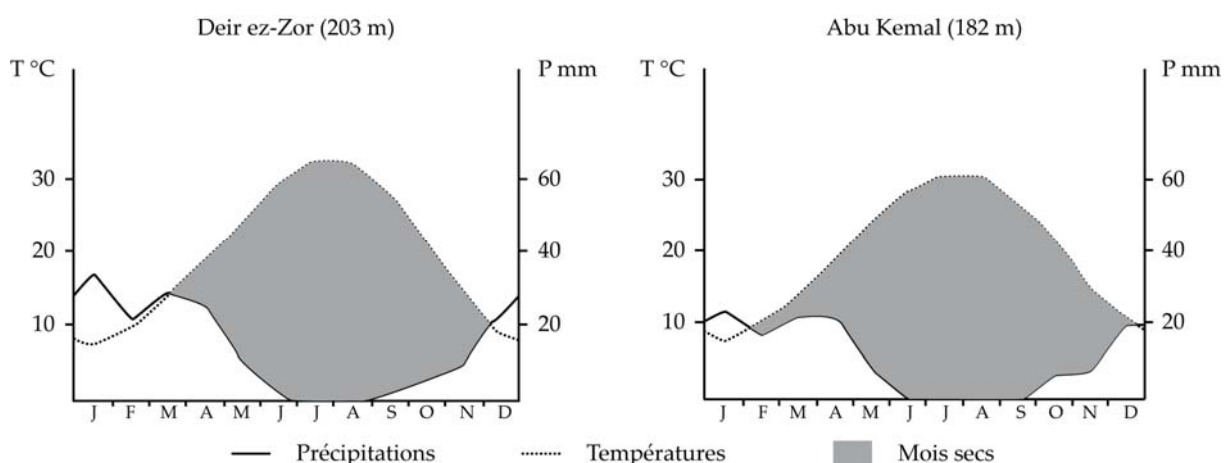 Deir ez-Zor (203 m)
T °C
P mm
30
20
10
60
40
20
J F M A M J J A S O N D
Abu Kemal (182 m)
T °C
P mm
30
20
10
60
40
20
J F M A M J J A S O N D
Précipitations
Températures
Mois secs